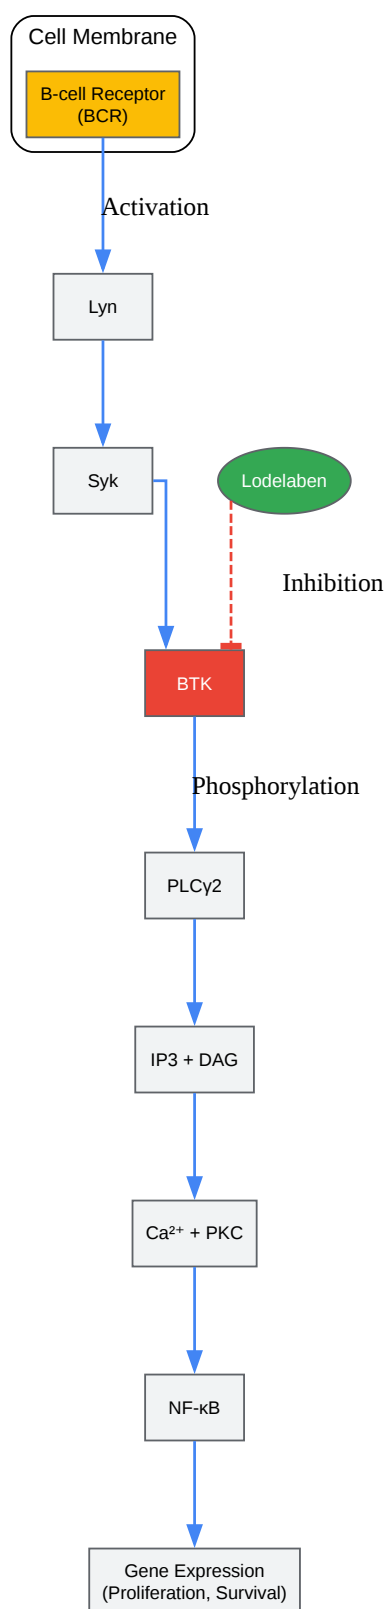 Cell Membrane
B-cell Receptor
(BCR)
Activation
Lyn
Syk
Lodelaben
Inhibition
BTK
Phosphorylation
PLCγ2
IP3 + DAG
Ca²⁺ + PKC
NF-κB
Gene Expression
(Proliferation, Survival)